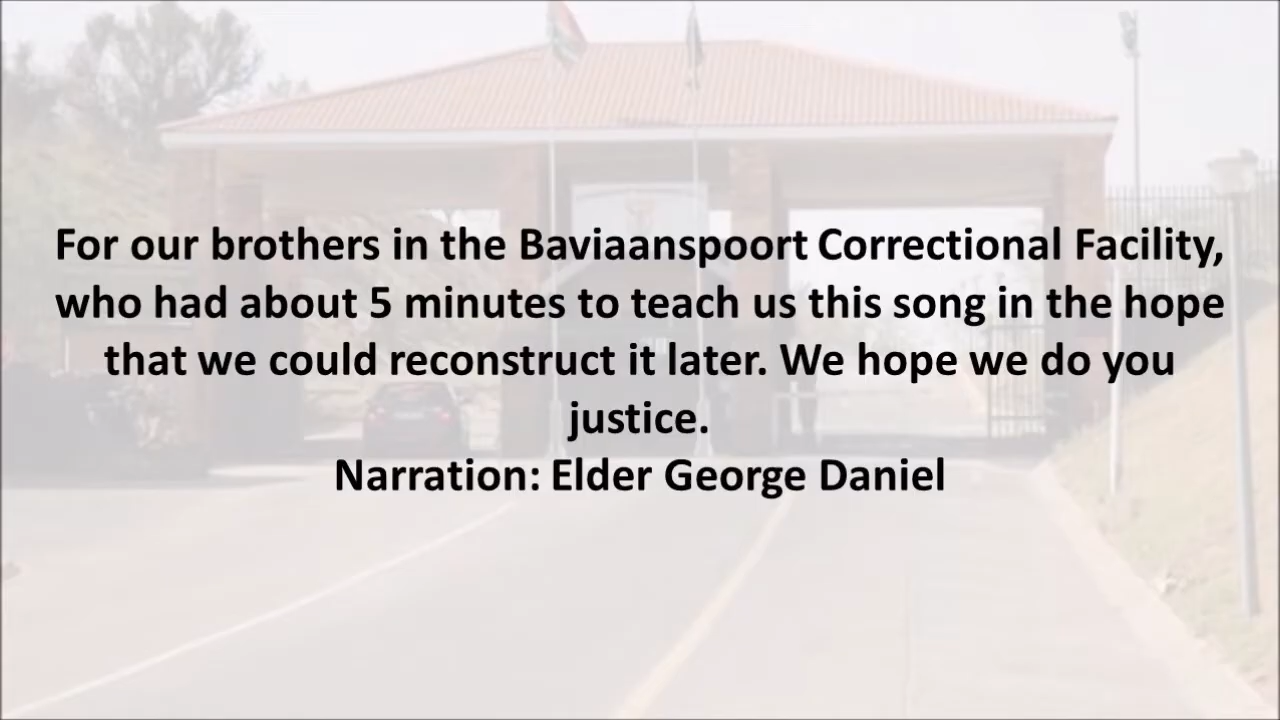 For our brothers in the Baviaanspoort Correctional Facility,
who had about 5 minutes to teach us this song in the hope
that we could reconstruct it later. We hope we do you
justice.
Narration: Elder George Daniel